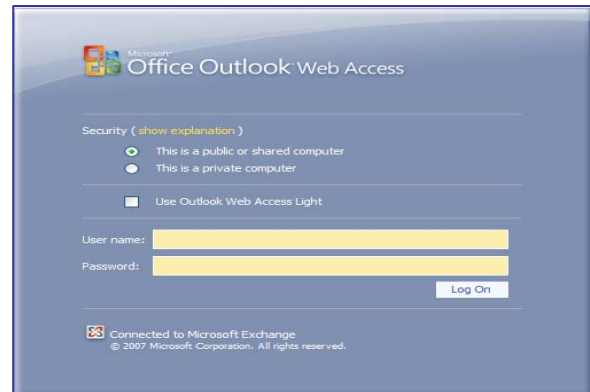 Microsoft
Office Outlook Web Access
Security ( show explanation )
This is a public or shared computer
This is a private computer
Use Outlook Web Access Light
User name:
Password:
Log On
Connected to Microsoft Exchange
© 2007 Microsoft Corporation. All rights reserved.